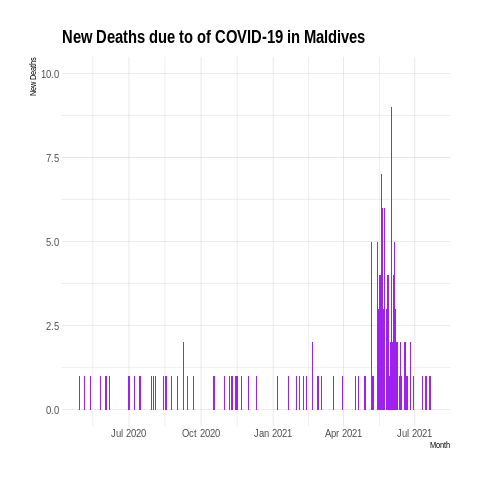 New Deaths due to of COVID-19 in Maldives
New Deaths
10.0
7.5
5.0
2.5
0.0
Jul 2020 Oct 2020 Jan 2021 Apr 2021 Jul 2021
Month